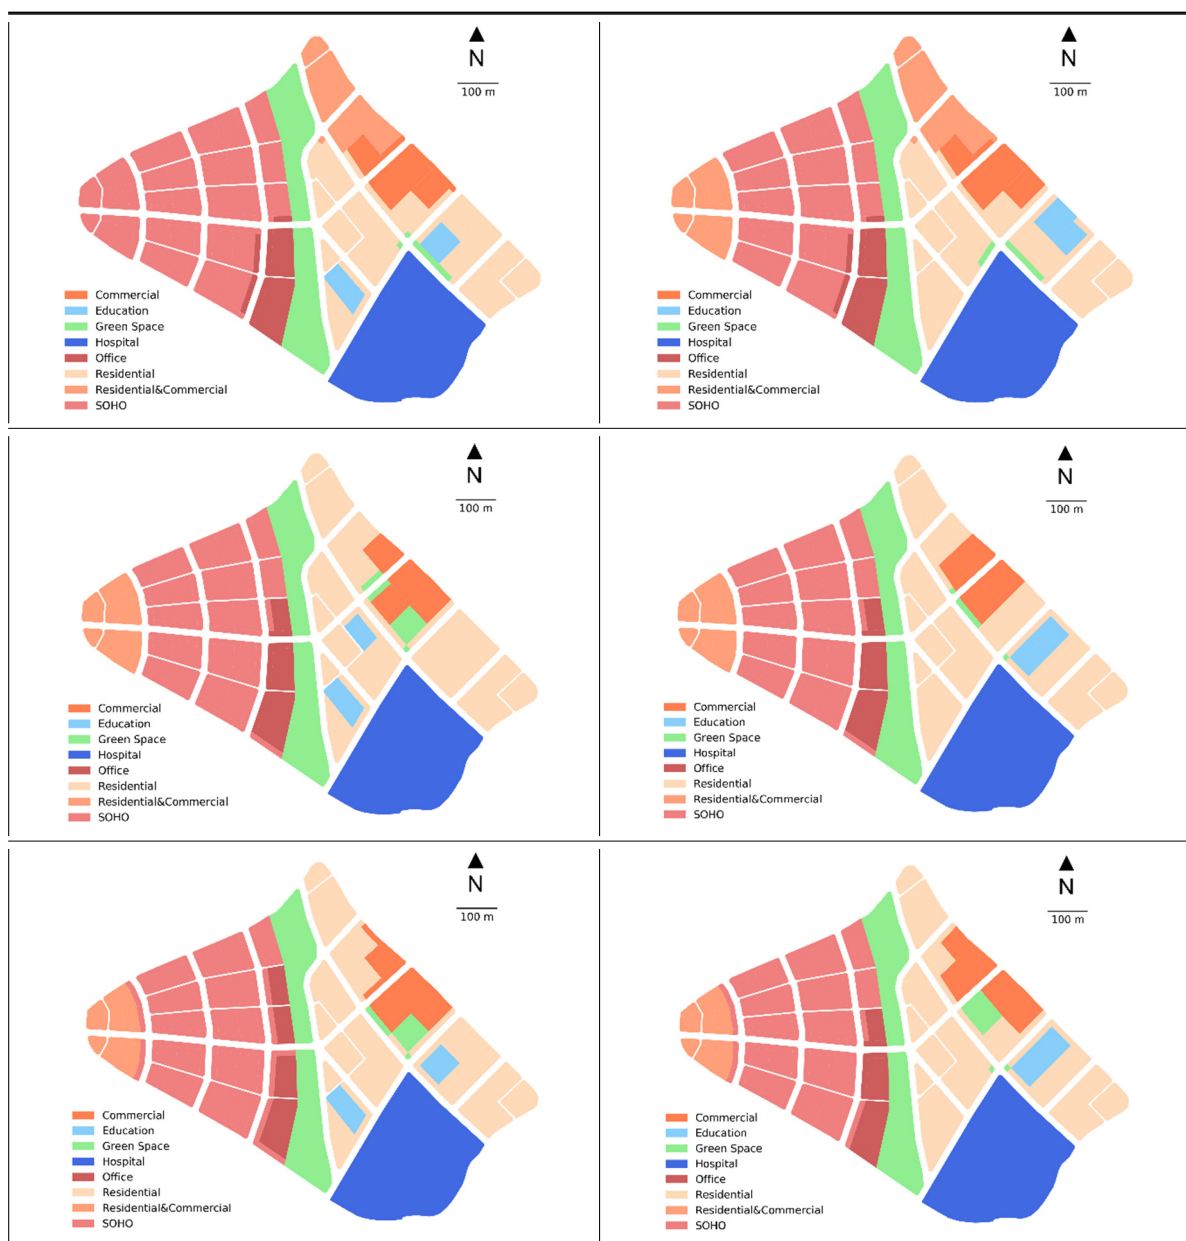 N
100 m
Commercial
Education
Green Space
Hospital
Office
Residential
Residential&Commercial
SOHO
N
100 m
Commercial
Education
Green Space
Hospital
Office
Residential
Residential&Commercial
SOHO
N
100 m
Commercial
Education
Green Space
Hospital
Office
Residential
Residential&Commercial
SOHO
N
100 m
Commercial
Education
Green Space
Hospital
Office
Residential
Residential&Commercial
SOHO
N
100 m
Commercial
Education
Green Space
Hospital
Office
Residential
Residential&Commercial
SOHO
N
100 m
Commercial
Education
Green Space
Hospital
Office
Residential
Residential&Commercial
SOHO